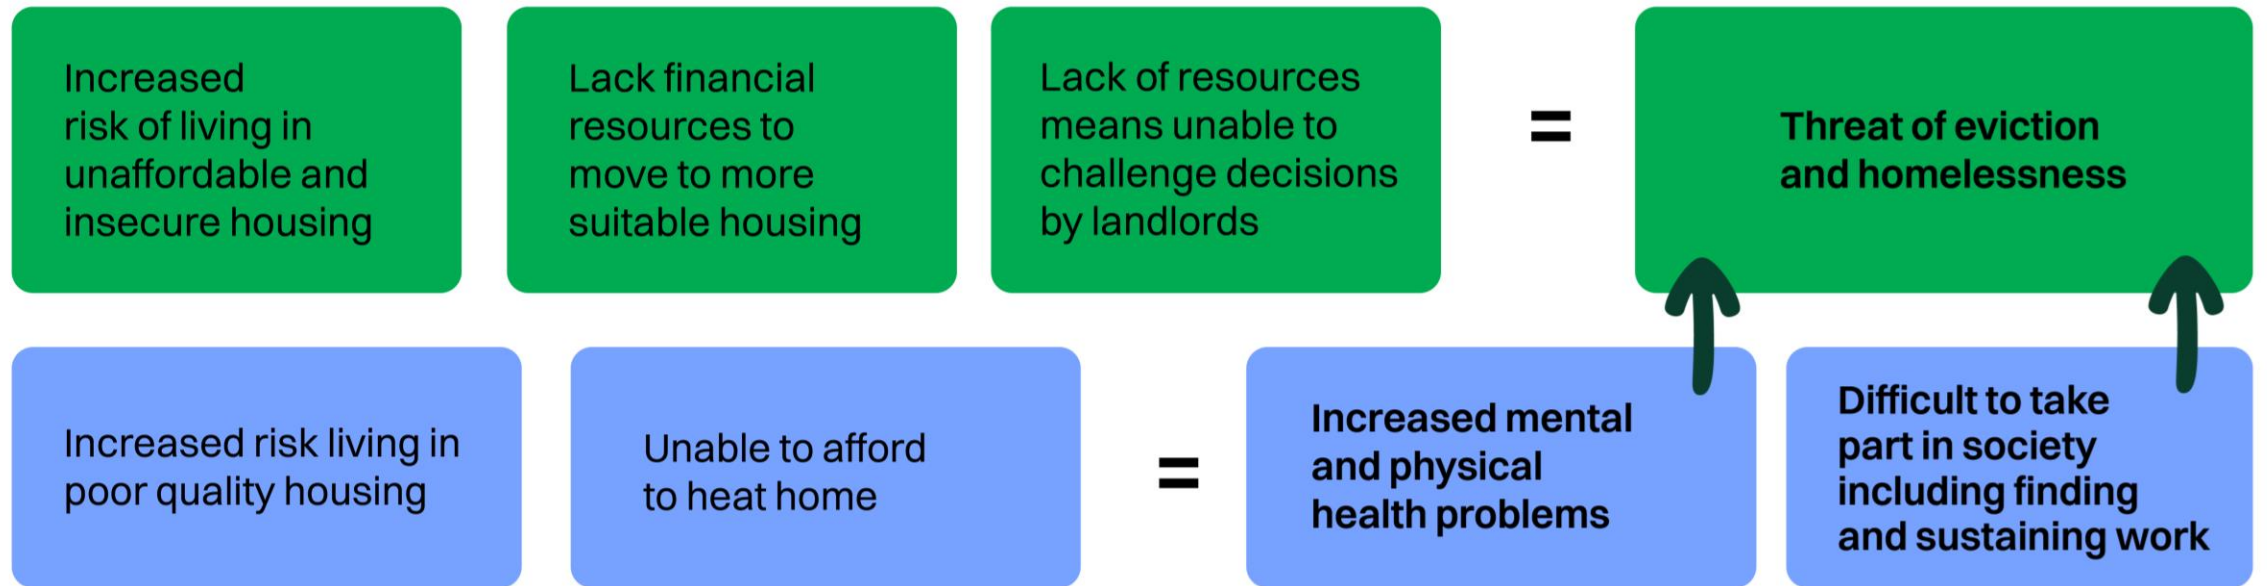 Increased
risk of living in
unaffordable and
insecure housing
Lack financial
resources to
move to more
suitable housing
Lack of resources
means unable to
challenge decisions
by landlords
=
Threat of eviction
and homelessness
Increased risk living in
poor quality housing
Unable to afford
to heat home
=
Increased mental
and physical
health problems
Difficult to take
part in society
including finding
and sustaining work